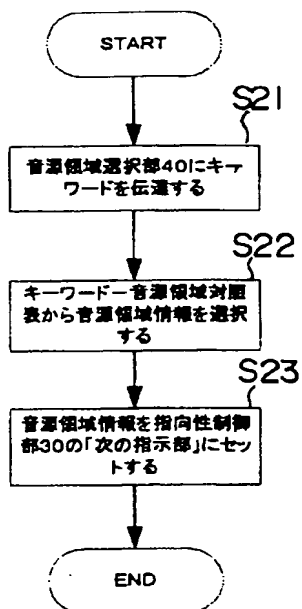 START
S21
音源領域選択部40にキー
ワードを伝達する
S22
キーワードー音源領域対照
表から音源領域情報を選択
する
S23
音源領域情報を指向性制御
部30の「次の指示部」にセッ
トする
END